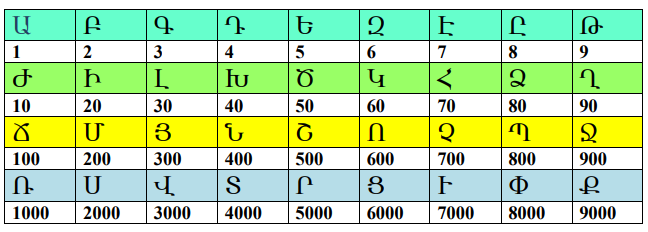 Ա Բ Գ Դ Ե Զ Է Ը Թ
1 2 3 4 5 6 7 8 9
Ժ Ի Լ Խ Ծ Կ Հ Ձ Ղ
10 20 30 40 50 60 70 80 90
Ճ Մ Յ Ն Շ Ո Չ Պ Ջ
100 200 300 400 500 600 700 800 900
Ռ Ս Վ Տ Ր Ց Ւ Փ Ք
1000 2000 3000 4000 5000 6000 7000 8000 9000